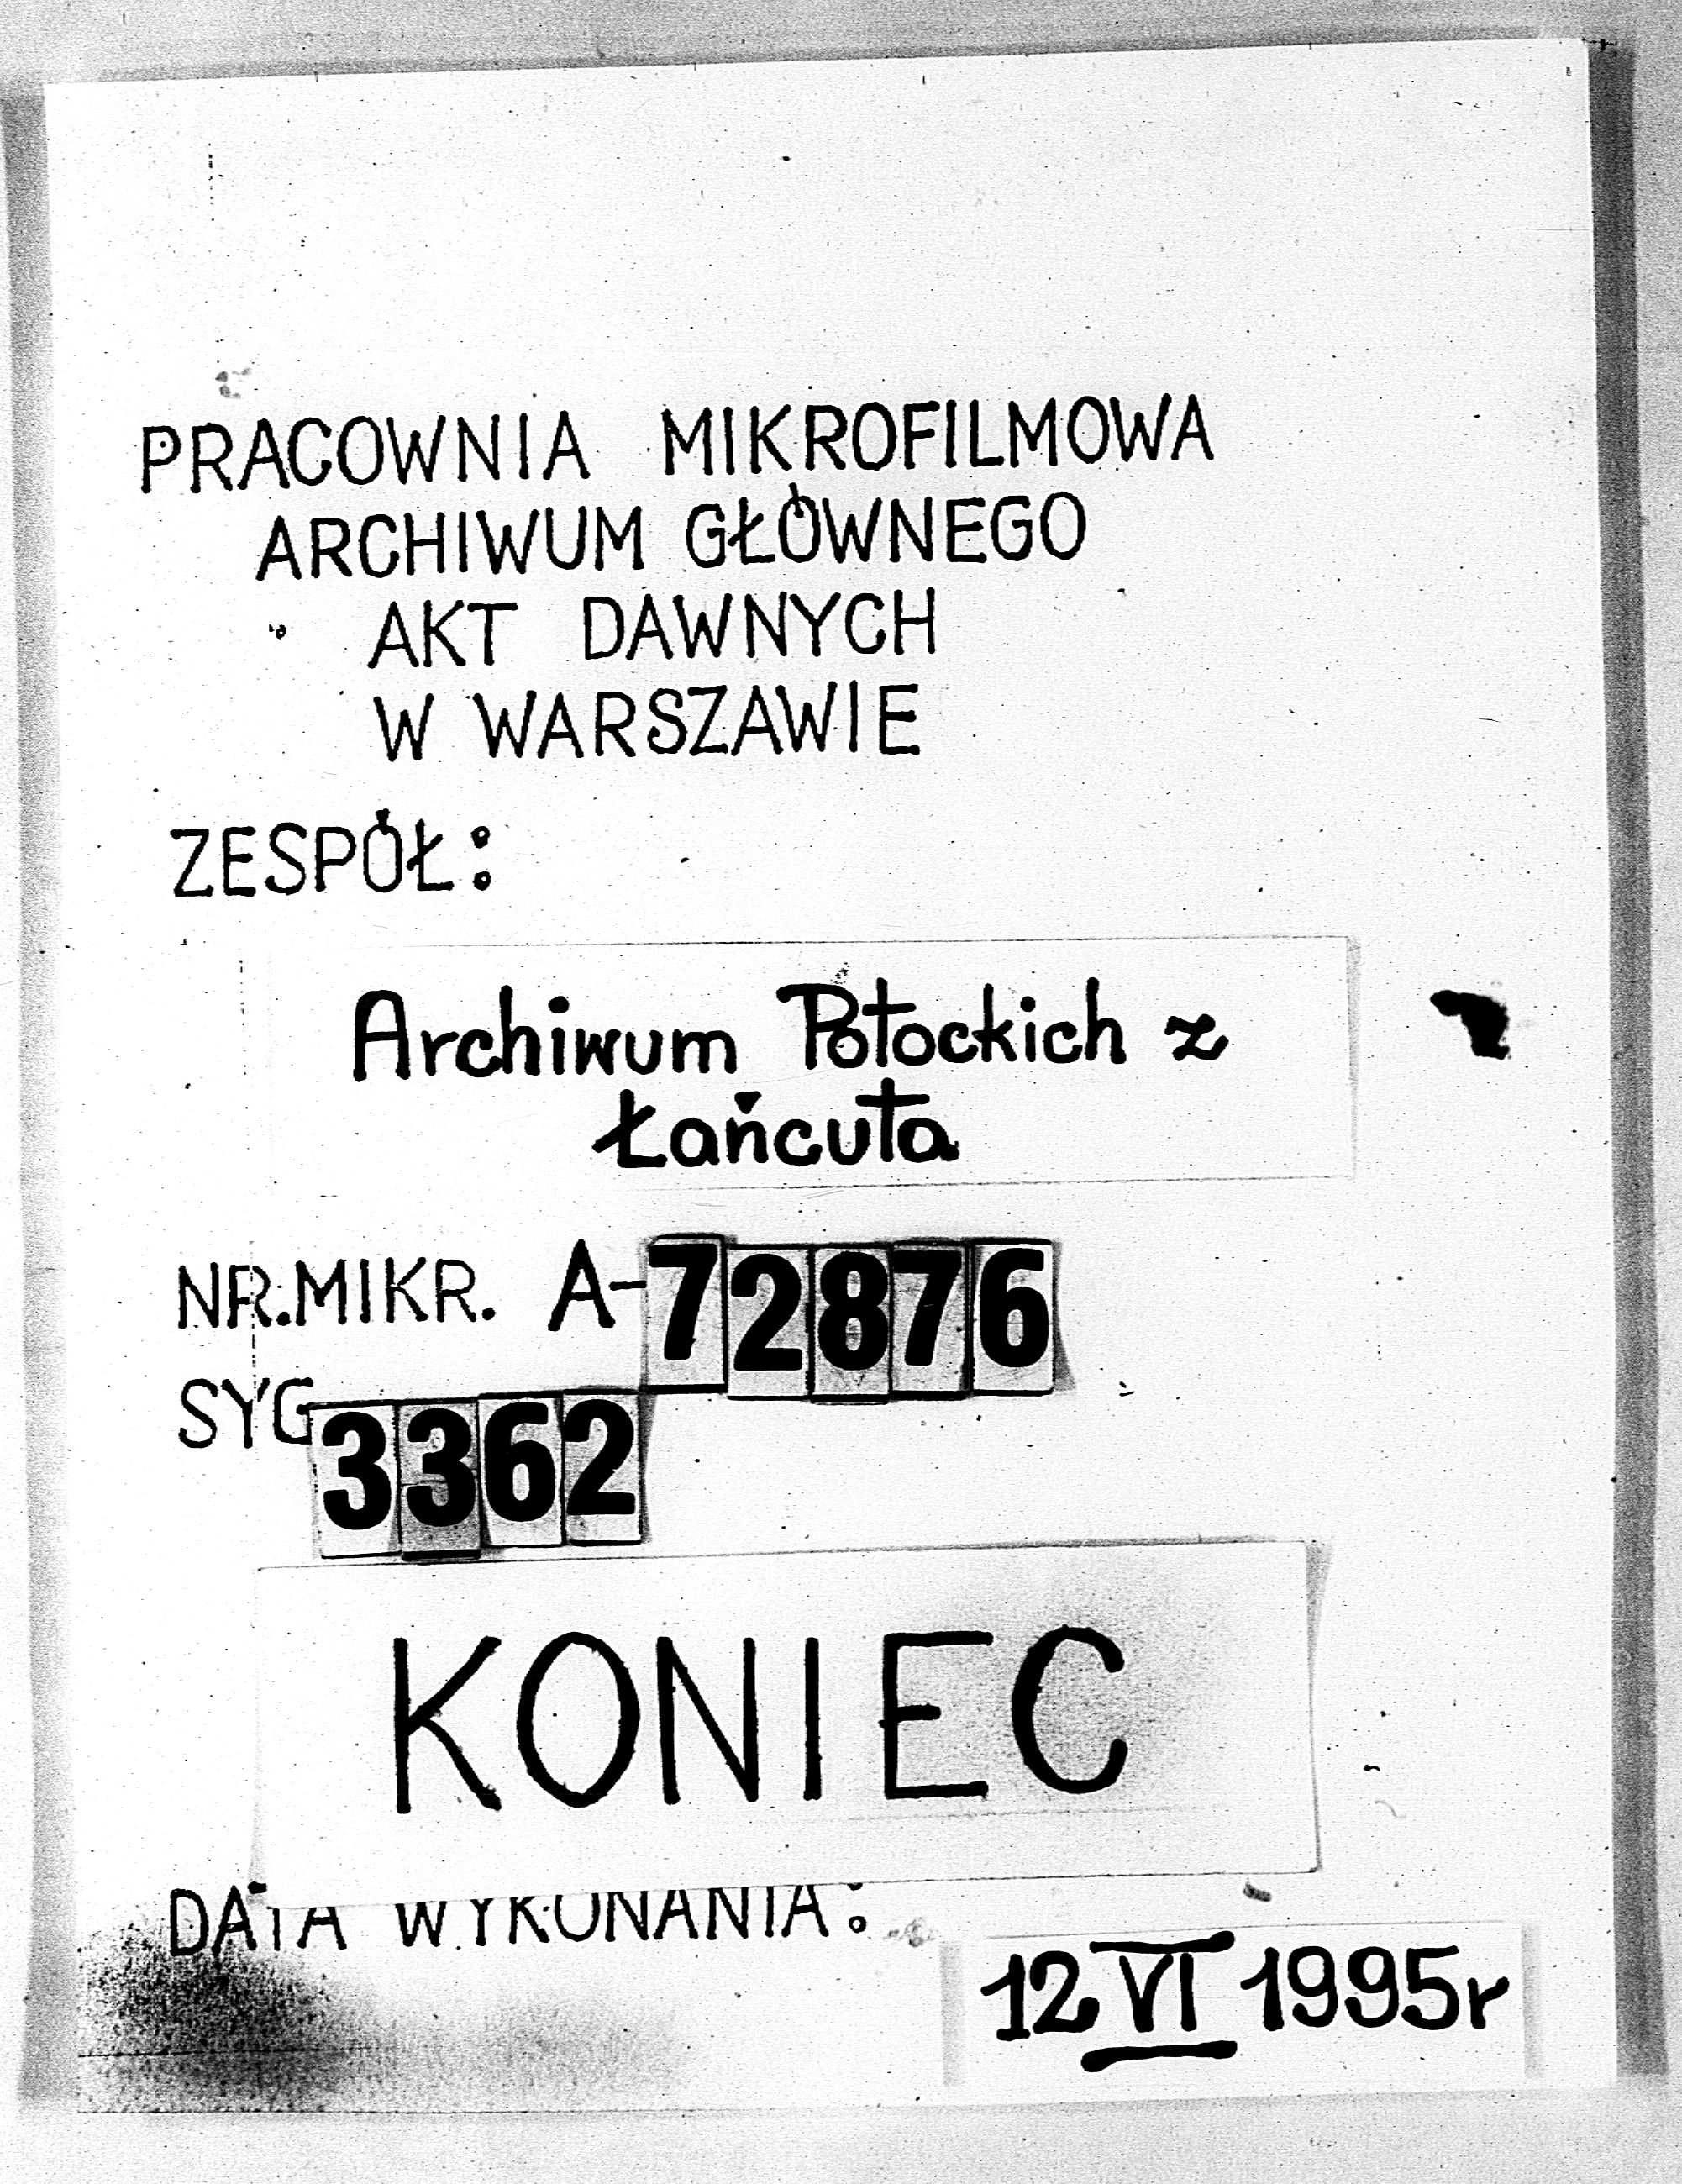 PRACOWNIA MIKROFILMOWA
ARCHIWUM GŁÓWNEGO
AKT DAWNYCH
W WARSZAWIE
ZESPÓŁ:
Archiwum Potockich z
Łańcuta
NR.MIKR. A-72876
SYG 3362
KONIEC
DATA WYKONANIA:
12 VI 1995r